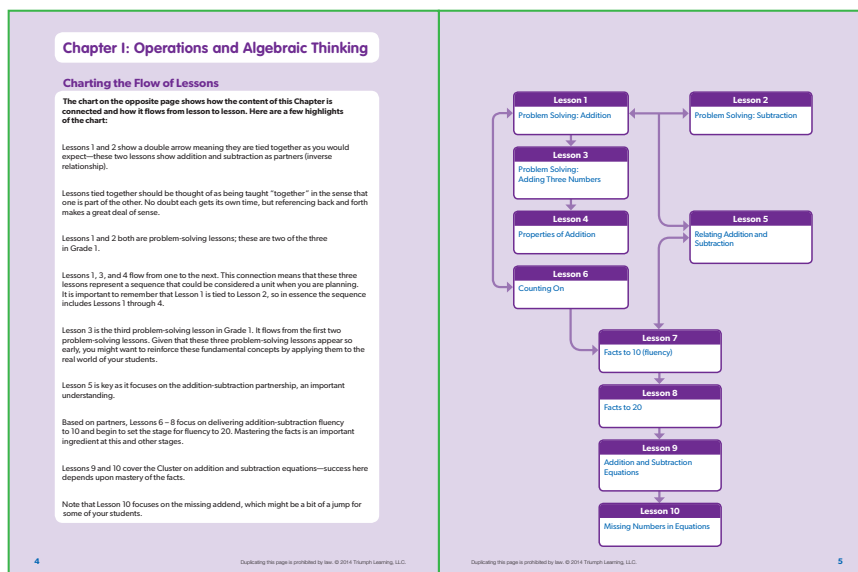 Chapter I: Operations and Algebraic Thinking
Charting the Flow of Lessons
The chart on the opposite page shows how the content of this Chapter is
connected and how it flows from lesson to lesson. Here are a few highlights
of the chart:
Lessons 1 and 2 show a double arrow meaning they are tied together as you would
expect—these two lessons show addition and subtraction as partners (inverse
relationship).
Lessons tied together should be thought of as being taught "together" in the sense that
one is part of the other. No doubt each gets its own time, but referencing back and forth
makes a great deal of sense.
Lessons 1 and 2 both are problem-solving lessons; these are two of the three
in Grade 1.
Lessons 1, 3, and 4 flow from one to the next. This connection means that these three
lessons represent a sequence that could be considered a unit when you are planning.
It is important to remember that Lesson 1 is tied to Lesson 2, so in essence the sequence
includes Lessons 1 through 4.
Lesson 3 is the third problem-solving lesson in Grade 1. It flows from the first two
problem-solving lessons. Given that these three problem-solving lessons appear so
early, you might want to reinforce these fundamental concepts by applying them to the
real world of your students.
Lesson 5 is key as it focuses on the addition-subtraction partnership, an important
understanding.
Based on partners, Lessons 6 – 8 focus on delivering addition-subtraction fluency
to 10 and begin to set the stage for fluency to 20. Mastering the facts is an important
ingredient at this and other stages.
Lessons 9 and 10 cover the Cluster on addition and subtraction equations—success here
depends upon mastery of the facts.
Note that Lesson 10 focuses on the missing addend, which might be a bit of a jump for
some of your students.
4
Duplicating this page is prohibited by law. © 2014 Triumph Learning, LLC.
Lesson 1
Problem Solving: Addition
Lesson 2
Problem Solving: Subtraction
Lesson 3
Problem Solving:
Adding Three Numbers
Lesson 4
Properties of Addition
Lesson 5
Relating Addition and
Subtraction
Lesson 6
Counting On
Lesson 7
Facts to 10 (fluency)
Lesson 8
Facts to 20
Lesson 9
Addition and Subtraction
Equations
Lesson 10
Missing Numbers in Equations
Duplicating this page is prohibited by law. © 2014 Triumph Learning, LLC.
5